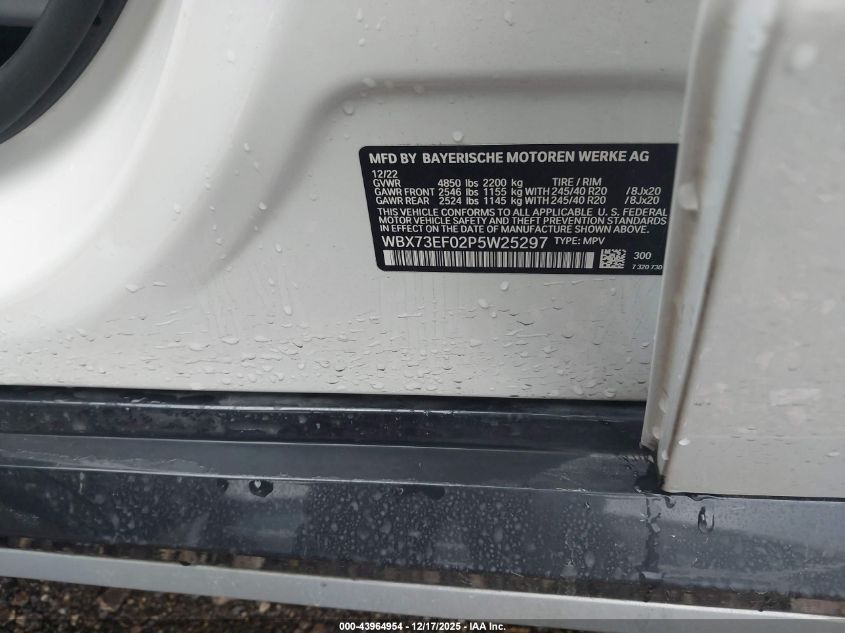 MFD BY BAYERISCHE MOTOREN WERKE AG
12/22
GVWR 4850 lbs 2200 kg TIRE / RIM
GAWR FRONT 2546 lbs 1155 kg WITH 245/40 R20 /8Jx20
GAWR REAR 2524 lbs 1145 kg WITH 245/40 R20 /8Jx20
THIS VEHICLE CONFORMS TO ALL APPLICABLE U. S. FEDERAL
MOTOR VEHICLE SAFETY AND THEFT PREVENTION STANDARDS
IN EFFECT ON THE DATE OF MANUFACTURE SHOWN ABOVE.
WBX73EF02P5W25297 TYPE: MPV
300
7 320 730
000-43964954 / 12/17/2025 - IAA Inc.